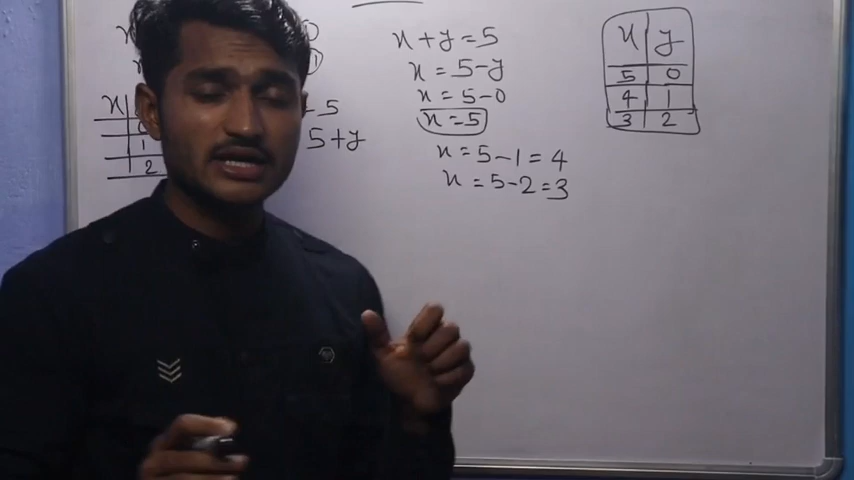 x + y = 5
x = 5 - y
x = 5 - 0
x = 5
x = 5 - 1 = 4
x = 5 - 2 = 3
x y
5 0
4 1
3 2
x
1
2
5
5 + y